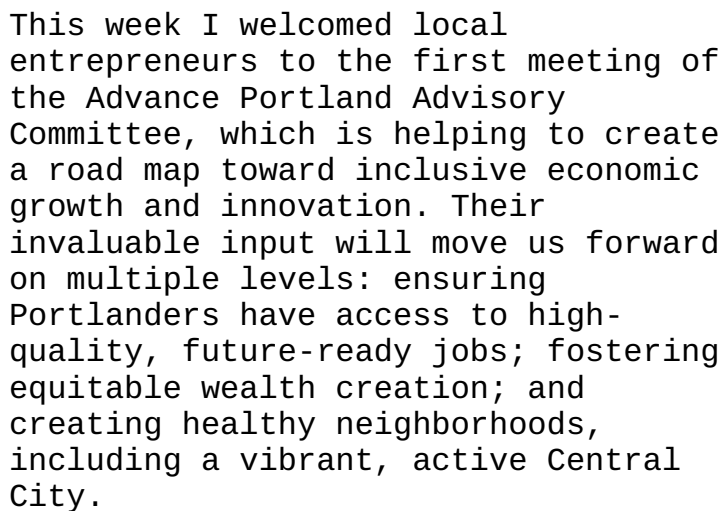 This week I welcomed local
entrepreneurs to the first meeting of
the Advance Portland Advisory
Committee, which is helping to create
a road map toward inclusive economic
growth and innovation. Their
invaluable input will move us forward
on multiple levels: ensuring
Portlanders have access to high-
quality, future-ready jobs; fostering
equitable wealth creation; and
creating healthy neighborhoods,
including a vibrant, active Central
City.